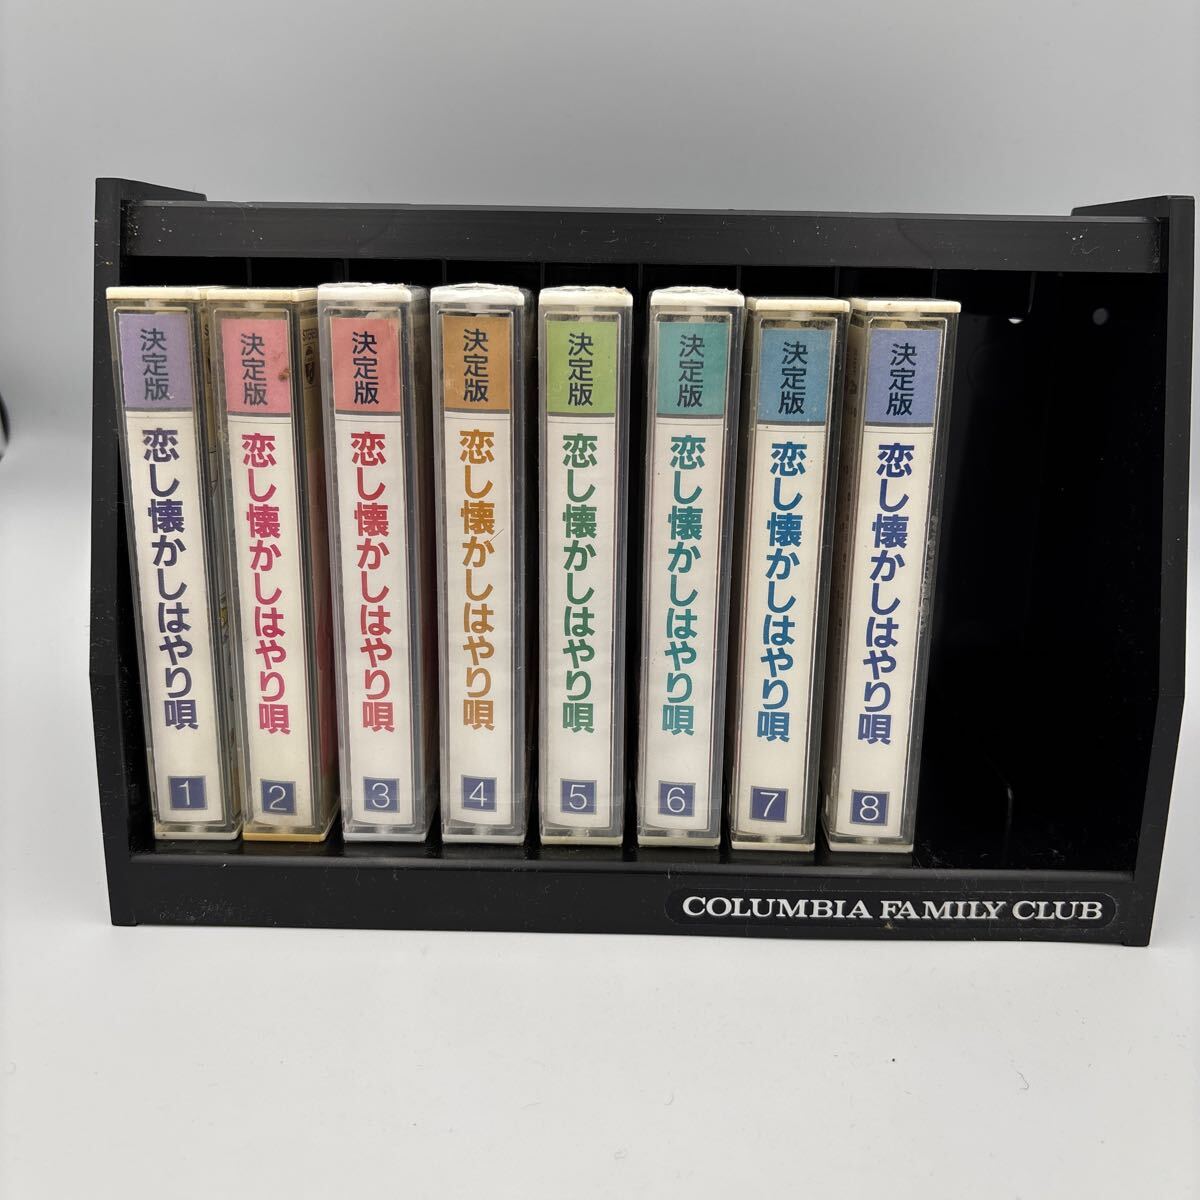 決定版 恋し懐かしはやり唄 1
決定版 恋し懐かしはやり唄 2
決定版 恋し懐かしはやり唄 3
決定版 恋し懐かしはやり唄 4
決定版 恋し懐かしはやり唄 5
決定版 恋し懐かしはやり唄 6
決定版 恋し懐かしはやり唄 7
決定版 恋し懐かしはやり唄 8
COLUMBIA FAMILY CLUB